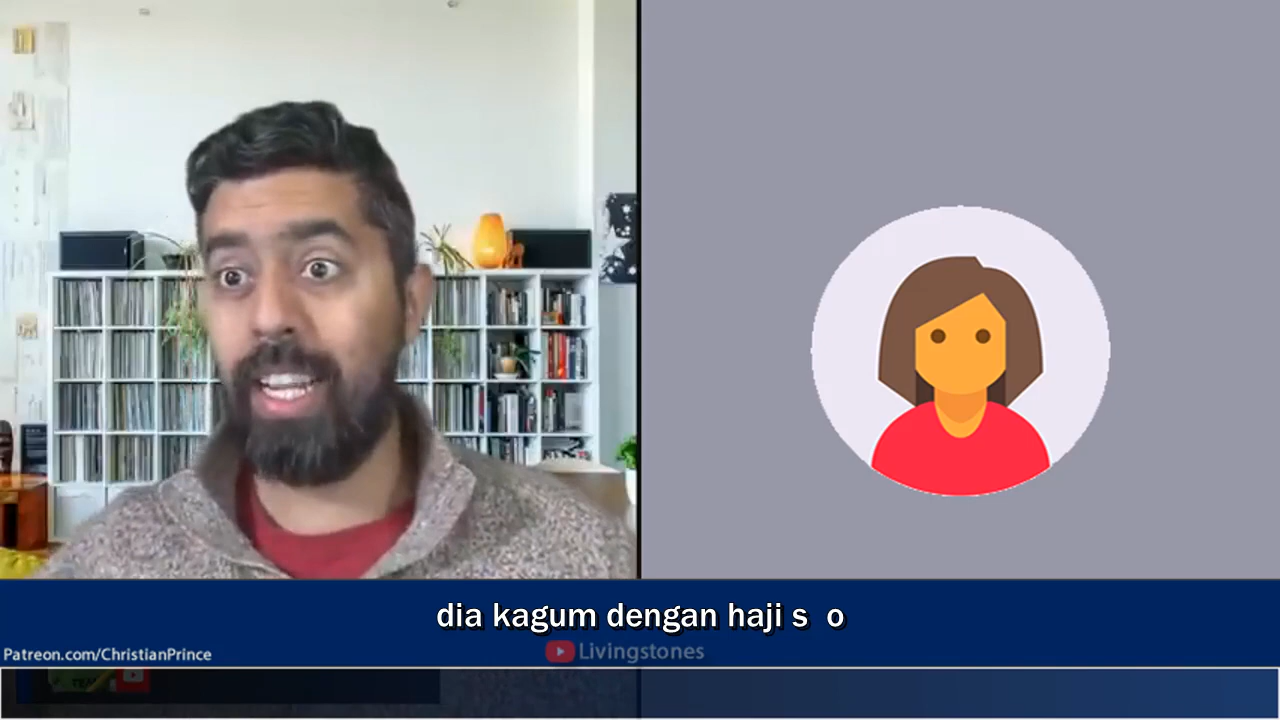 dia kagum dengan haji s  o
Patreon.com/ChristianPrince
Livingstones